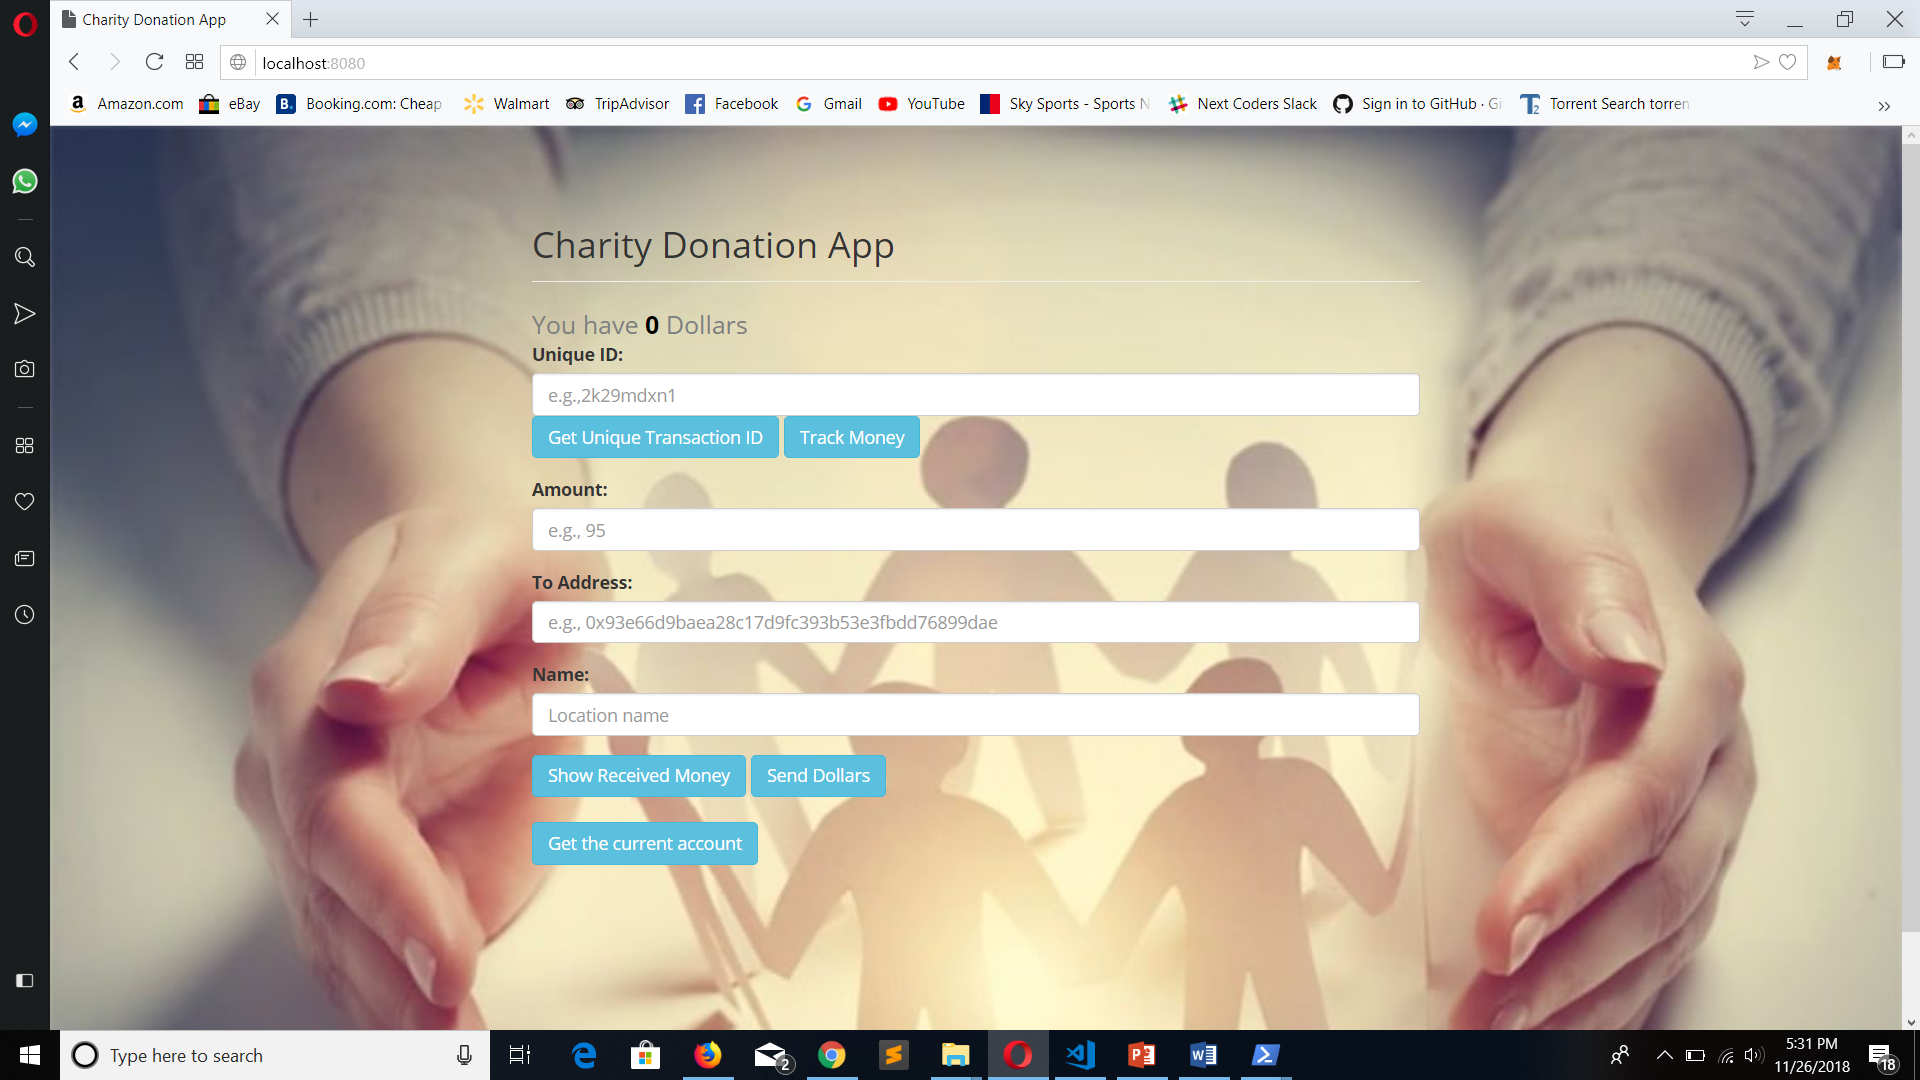 Charity Donation App
localhost:8080
Amazon.com
eBay
Booking.com: Cheap
Walmart
TripAdvisor
Facebook
Gmail
YouTube
Sky Sports - Sports N
Next Coders Slack
Sign in to GitHub · Gi
Torrent Search torren
Charity Donation App
You have 0 Dollars
Unique ID:
e.g.,2k29mdxn1
Get Unique Transaction ID
Track Money
Amount:
e.g., 95
To Address:
e.g., 0x93e66d9baea28c17d9fc393b53e3fbdd76899dae
Name:
Location name
Show Received Money
Send Dollars
Get the current account
Type here to search
2
5:31 PM
11/26/2018
18